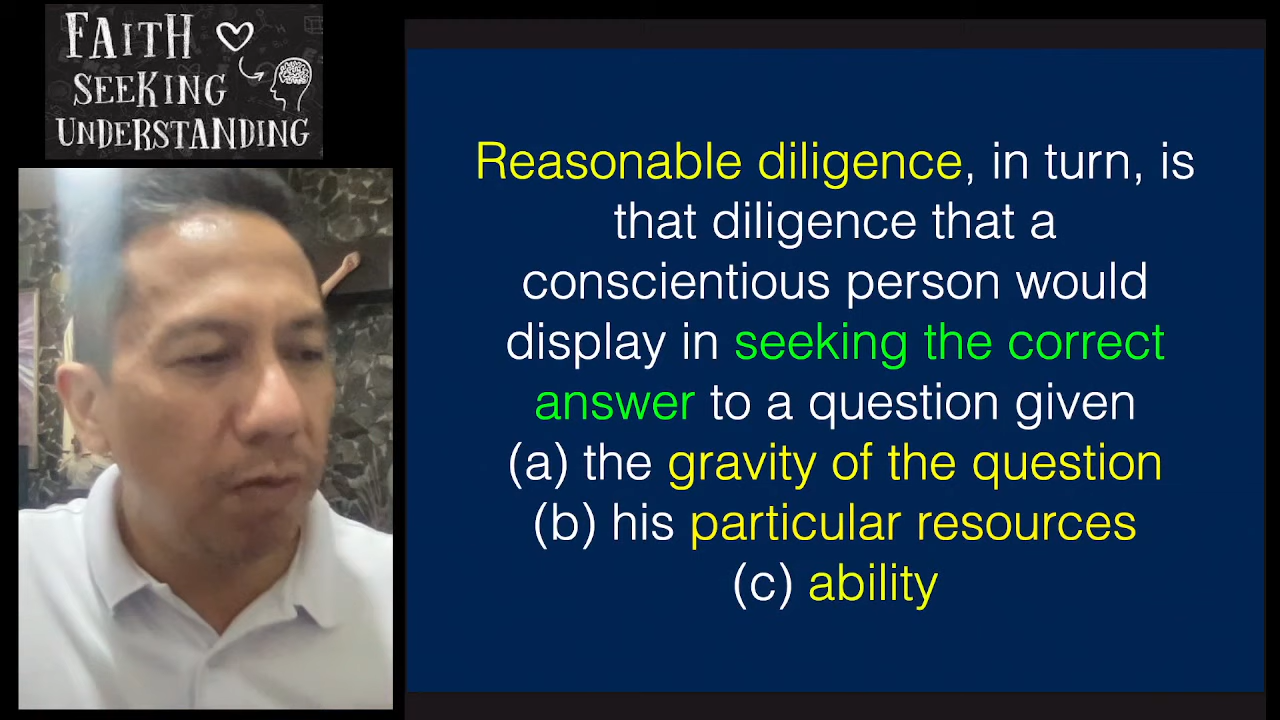 FAITH
SEEKING
UNDERSTANDING
Reasonable diligence, in turn, is
that diligence that a
conscientious person would
display in seeking the correct
answer to a question given
(a) the gravity of the question
(b) his particular resources
(c) ability